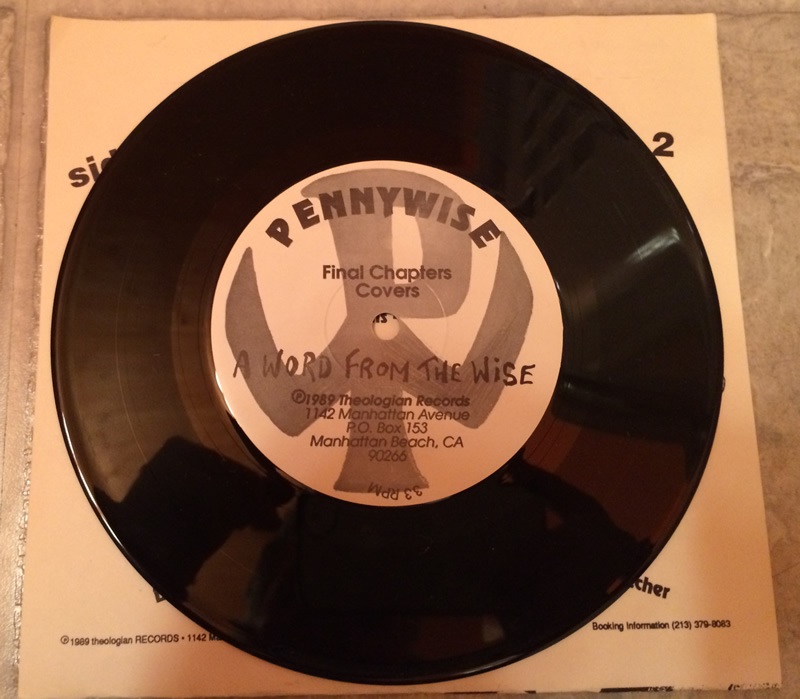 2
PENNYWISE
Final Chapters
Covers
A WORD FROM THE WiSE
℗1989 Theologian Records
1142 Manhattan Avenue
P.O. Box 153
Manhattan Beach, CA
90266
33 RPM
Booking Information (213) 379-8083
℗1989 theologian RECORDS • 1142